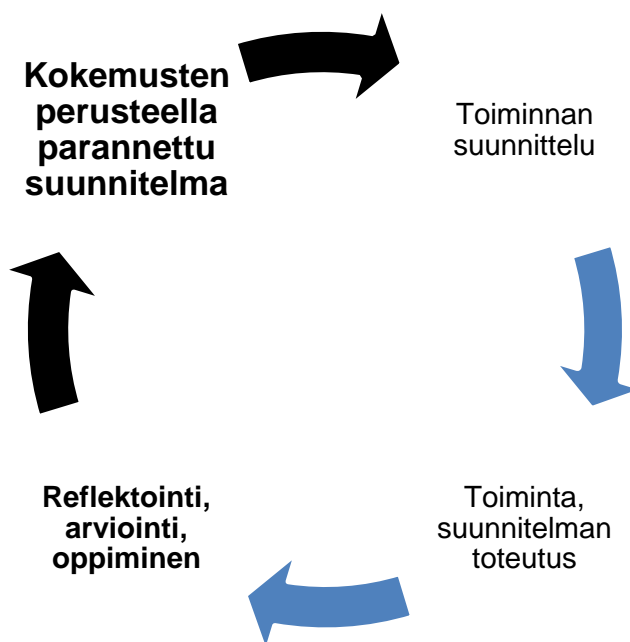 Kokemusten
perusteella
parannettu
suunnitelma
Toiminnan
suunnittelu
Toiminta,
suunnitelman
toteutus
Reflektointi,
arviointi,
oppiminen